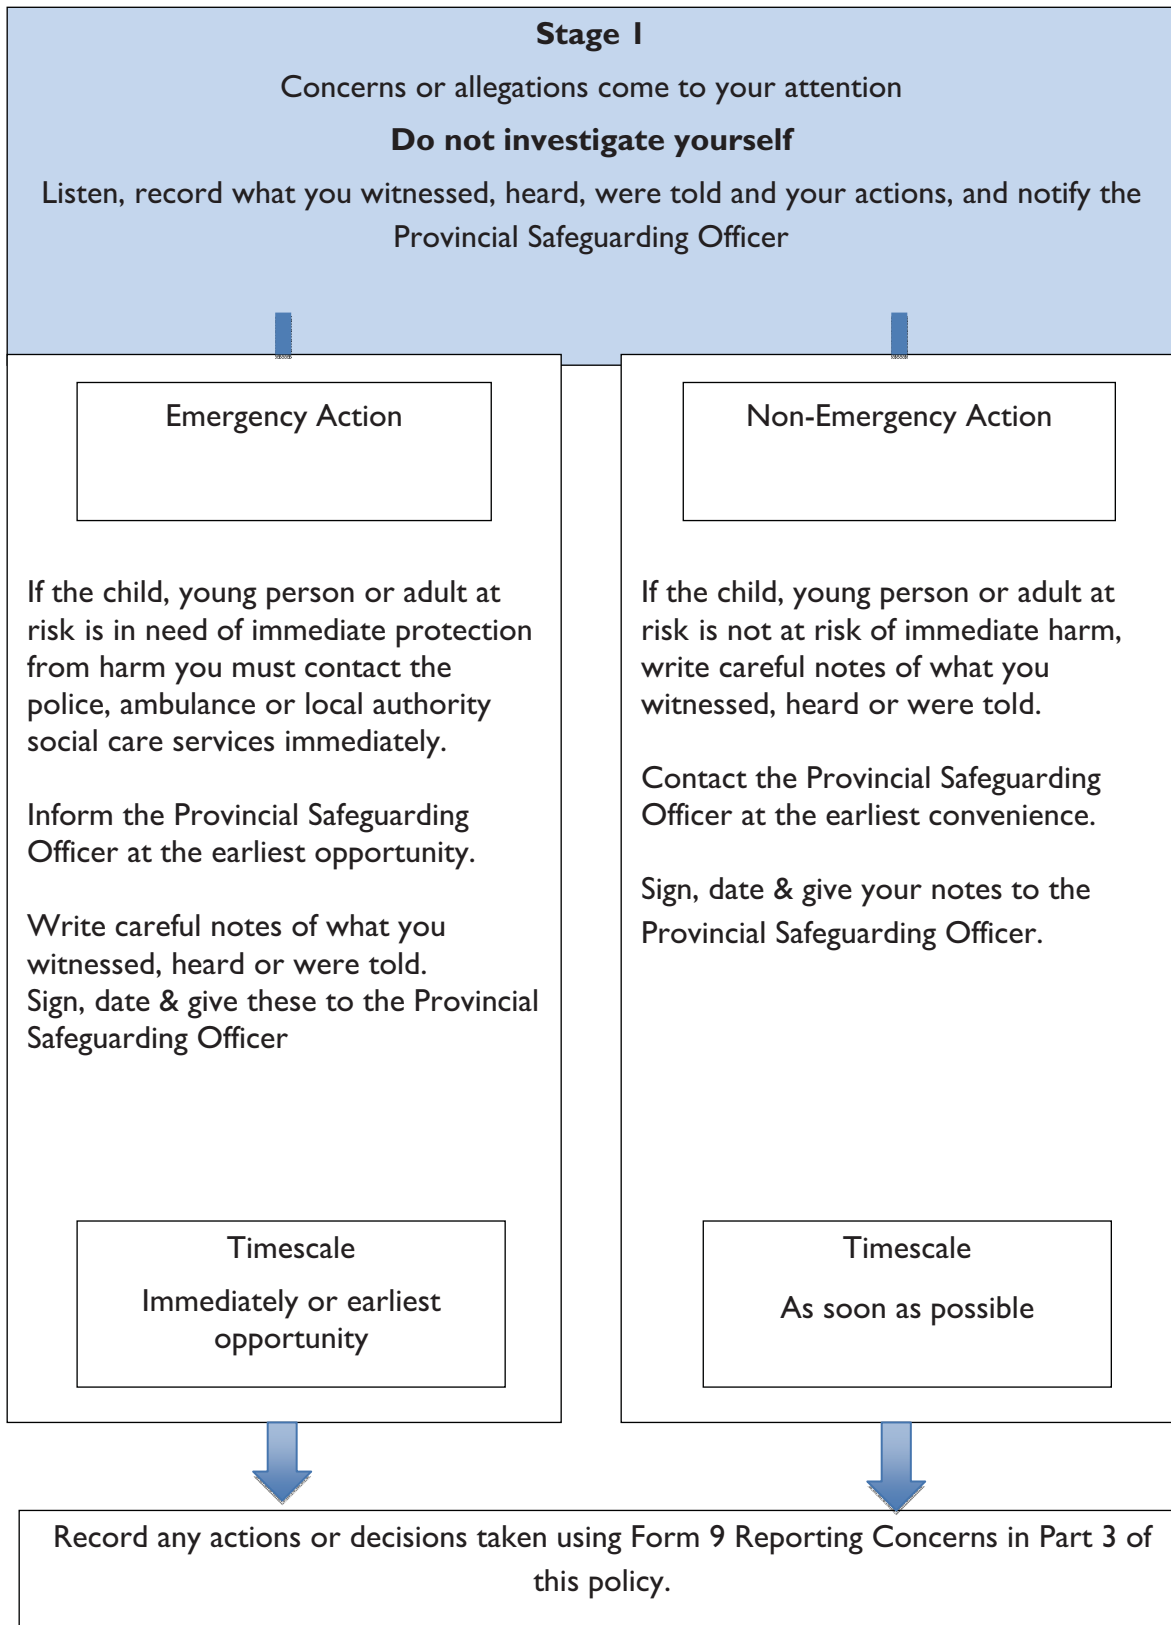 Stage 1
Concerns or allegations come to your attention
Do not investigate yourself
Listen, record what you witnessed, heard, were told and your actions, and notify the
Provincial Safeguarding Officer
Emergency Action
If the child, young person or adult at
risk is in need of immediate protection
from harm you must contact the
police, ambulance or local authority
social care services immediately.
Inform the Provincial Safeguarding
Officer at the earliest opportunity.
Write careful notes of what you
witnessed, heard or were told.
Sign, date & give these to the Provincial
Safeguarding Officer
Timescale
Immediately or earliest
opportunity
Non-Emergency Action
If the child, young person or adult at
risk is not at risk of immediate harm,
write careful notes of what you
witnessed, heard or were told.
Contact the Provincial Safeguarding
Officer at the earliest convenience.
Sign, date & give your notes to the
Provincial Safeguarding Officer.
Timescale
As soon as possible
Record any actions or decisions taken using Form 9 Reporting Concerns in Part 3 of
this policy.